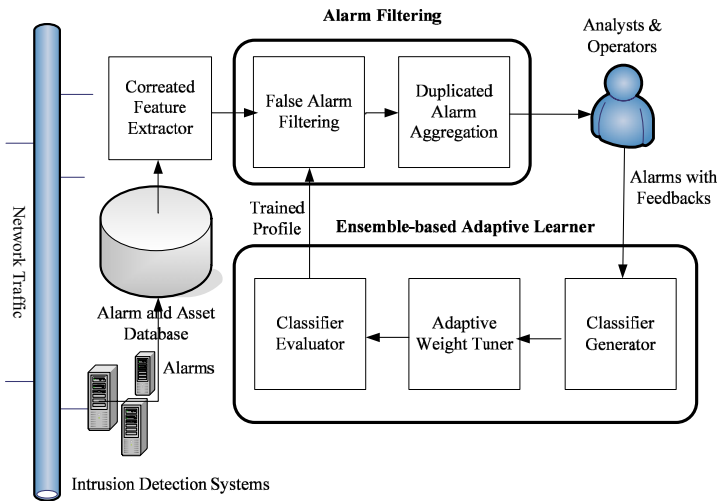 Alarm Filtering
Analysts &
Operators
Correated
Feature
Extractor
False Alarm
Filtering
Duplicated
Alarm
Aggregation
Network Traffic
Trained
Profile
Alarms with
Feedbacks
Ensemble-based Adaptive Learner
Alarm and Asset
Database
Classifier
Evaluator
Adaptive
Weight Tuner
Classifier
Generator
Alarms
Intrusion Detection Systems